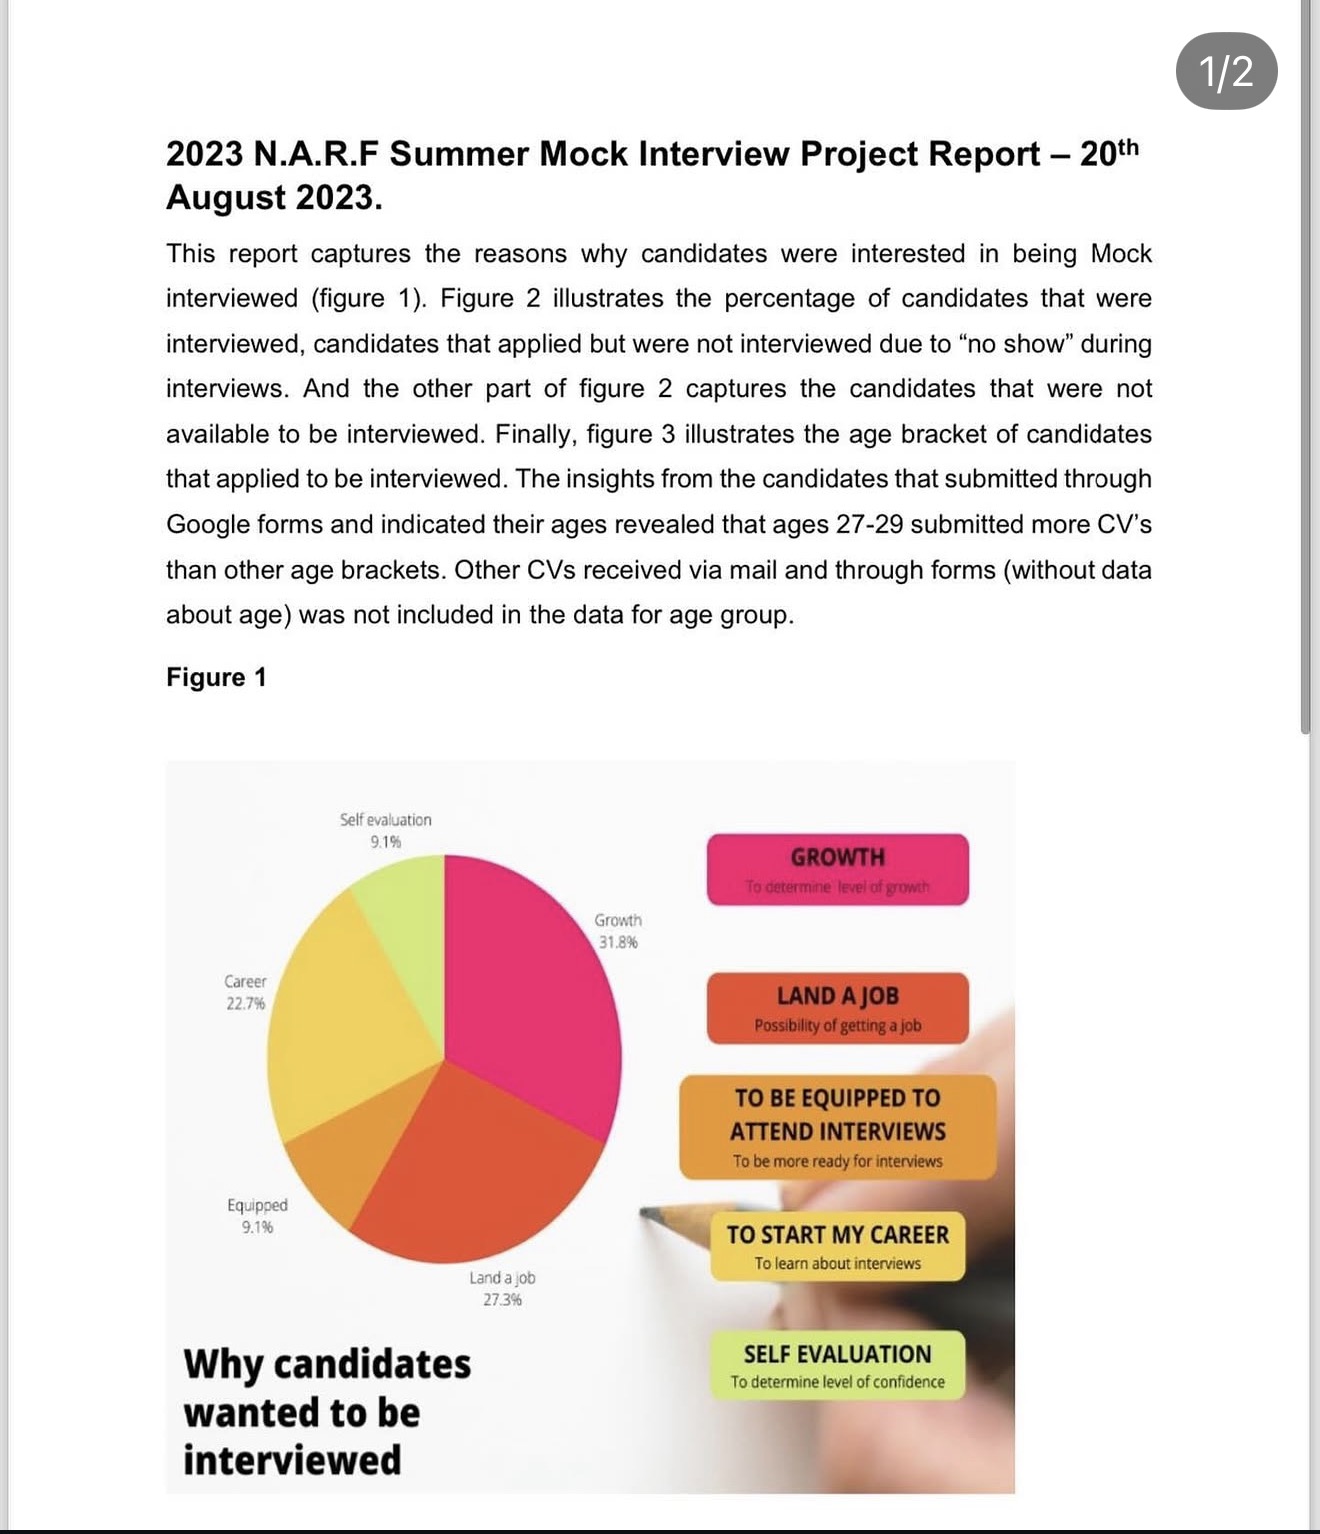 1/2
2023 N.A.R.F Summer Mock Interview Project Report – 20th
August 2023.
This report captures the reasons why candidates were interested in being Mock
interviewed (figure 1). Figure 2 illustrates the percentage of candidates that were
interviewed, candidates that applied but were not interviewed due to “no show” during
interviews. And the other part of figure 2 captures the candidates that were not
available to be interviewed. Finally, figure 3 illustrates the age bracket of candidates
that applied to be interviewed. The insights from the candidates that submitted through
Google forms and indicated their ages revealed that ages 27-29 submitted more CV’s
than other age brackets. Other CVs received via mail and through forms (without data
about age) was not included in the data for age group.
Figure 1
Self evaluation
9.1%
Growth
31.8%
Career
22.7%
Equipped
9.1%
Land a job
27.3%
GROWTH
To determine level of growth
LAND A JOB
Possibility of getting a job
TO BE EQUIPPED TO
ATTEND INTERVIEWS
To be more ready for interviews
TO START MY CAREER
To learn about interviews
SELF EVALUATION
To determine level of confidence
Why candidates
wanted to be
interviewed